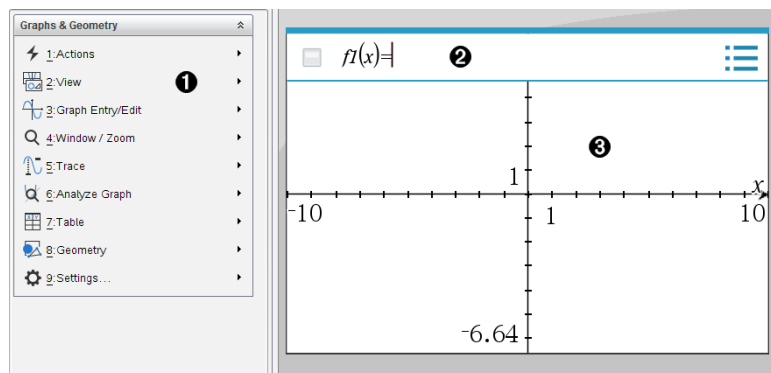 Graphs & Geometry
1:Actions
2:View
❶
3:Graph Entry/Edit
4:Window / Zoom
5:Trace
6:Analyze Graph
7:Table
8:Geometry
9:Settings...
f1(x)=
❷
❸
1
x
-10
1
10
-6.64